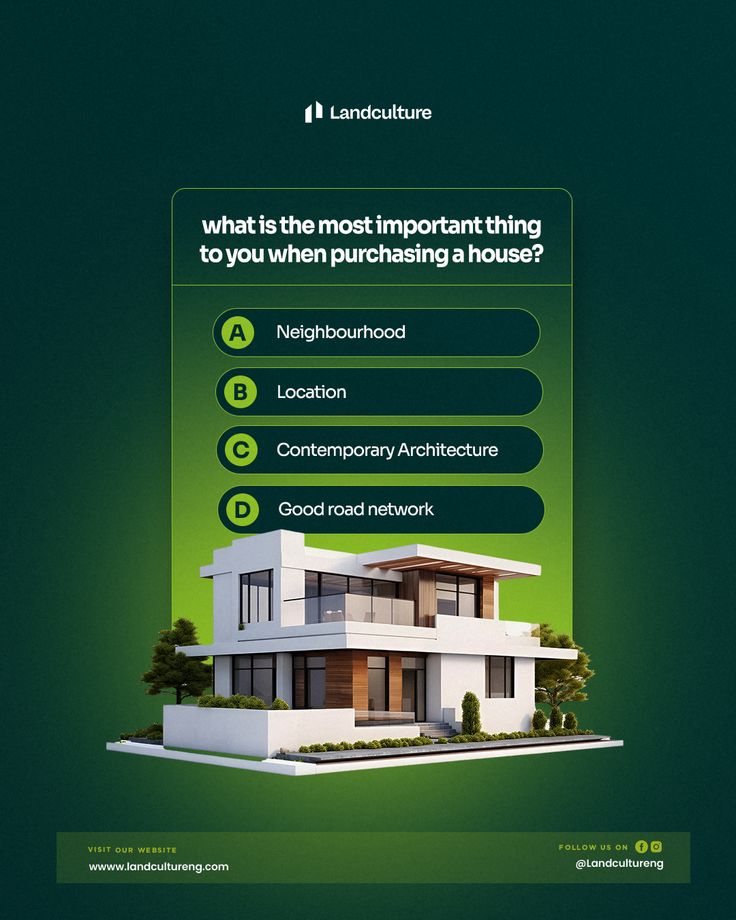 Landculture
what is the most important thing
to you when purchasing a house?
A Neighbourhood
B Location
C Contemporary Architecture
D Good road network
VISIT OUR WEBSITE
www.landcultureng.com
FOLLOW US ON
@Landcultureng